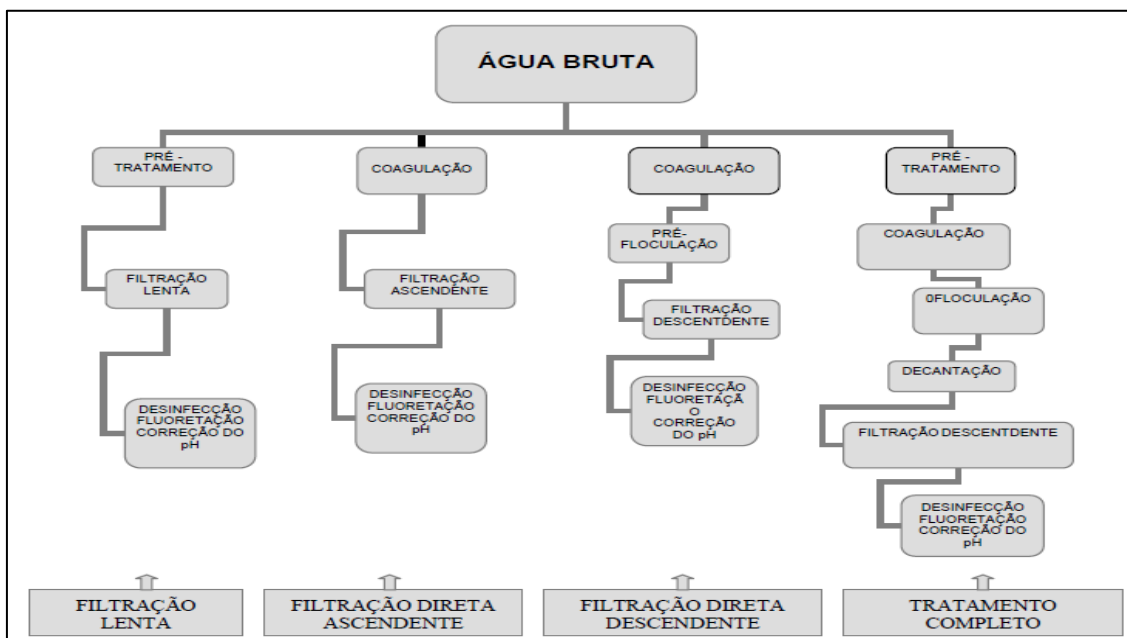 ÁGUA BRUTA
PRÉ -
TRATAMENTO
FILTRAÇÃO
LENTA
DESINFECÇÃO
FLUORETAÇÃO
CORREÇÃO DO
pH
FILTRAÇÃO
LENTA
COAGULAÇÃO
FILTRAÇÃO
ASCENDENTE
DESINFECÇÃO
FLUORETAÇÃO
CORREÇÃO DO
pH
FILTRAÇÃO DIRETA
ASCENDENTE
COAGULAÇÃO
PRÉ-
FLOCULAÇÃO
FILTRAÇÃO
DESCENTDENTE
DESINFECÇÃO
FLUORETAÇÃ
O
CORREÇÃO
DO pH
FILTRAÇÃO DIRETA
DESCENDENTE
PRÉ -
TRATAMENTO
COAGULAÇÃO
0FLOCULAÇÃO
DECANTAÇÃO
FILTRAÇÃO DESCENTDENTE
DESINFECÇÃO
FLUORETAÇÃO
CORREÇÃO DO
pH
TRATAMENTO
COMPLETO